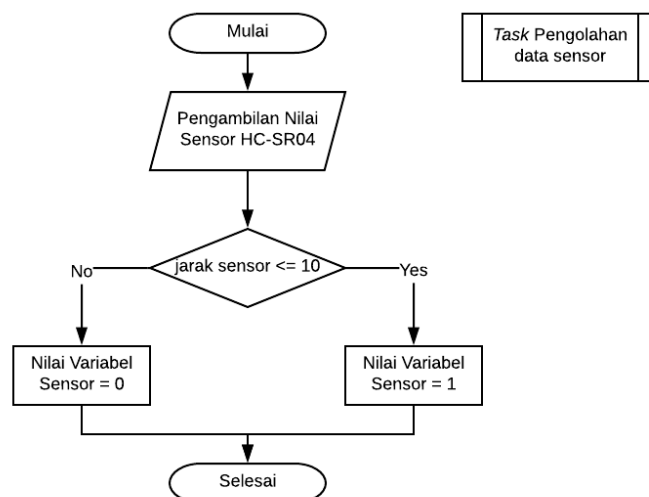 Mulai
Task Pengolahan
data sensor
Pengambilan Nilai
Sensor HC-SR04
jarak sensor <= 10
No
Yes
Nilai Variabel
Sensor = 0
Nilai Variabel
Sensor = 1
Selesai